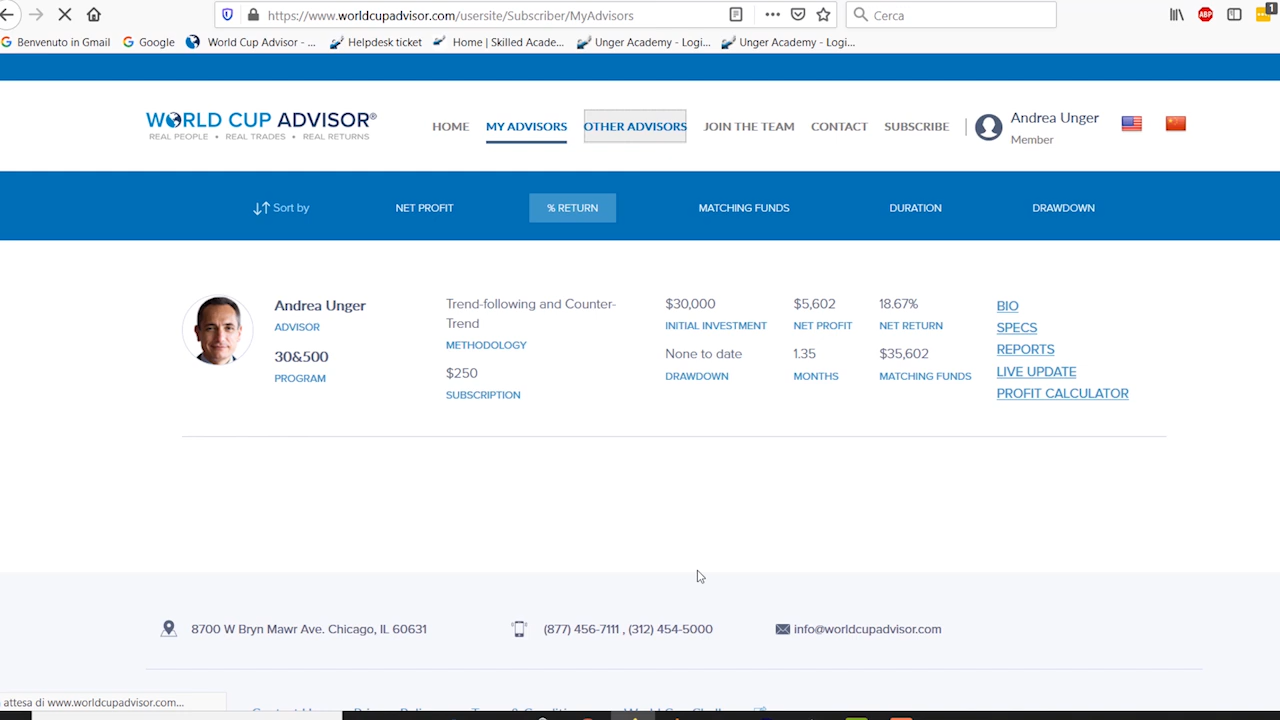 https://www.worldcupadvisor.com/usersite/Subscriber/MyAdvisors
Cerca
ABP
1
Benvenuto in Gmail
Google
World Cup Advisor - ...
Helpdesk ticket
Home | Skilled Acade...
Unger Academy - Logi...
Unger Academy - Logi...
WORLD CUP ADVISOR®
REAL PEOPLE • REAL TRADES • REAL RETURNS
HOME
MY ADVISORS
OTHER ADVISORS
JOIN THE TEAM
CONTACT
SUBSCRIBE
Andrea Unger
Member
Sort by
NET PROFIT
% RETURN
MATCHING FUNDS
DURATION
DRAWDOWN
Andrea Unger
ADVISOR
30&500
PROGRAM
Trend-following and Counter-
Trend
METHODOLOGY
$250
SUBSCRIPTION
$30,000
INITIAL INVESTMENT
None to date
DRAWDOWN
$5,602
NET PROFIT
1.35
MONTHS
18.67%
NET RETURN
$35,602
MATCHING FUNDS
BIO
SPECS
REPORTS
LIVE UPDATE
PROFIT CALCULATOR
8700 W Bryn Mawr Ave. Chicago, IL 60631
(877) 456-7111 , (312) 454-5000
info@worldcupadvisor.com
attesa di www.worldcupadvisor.com...